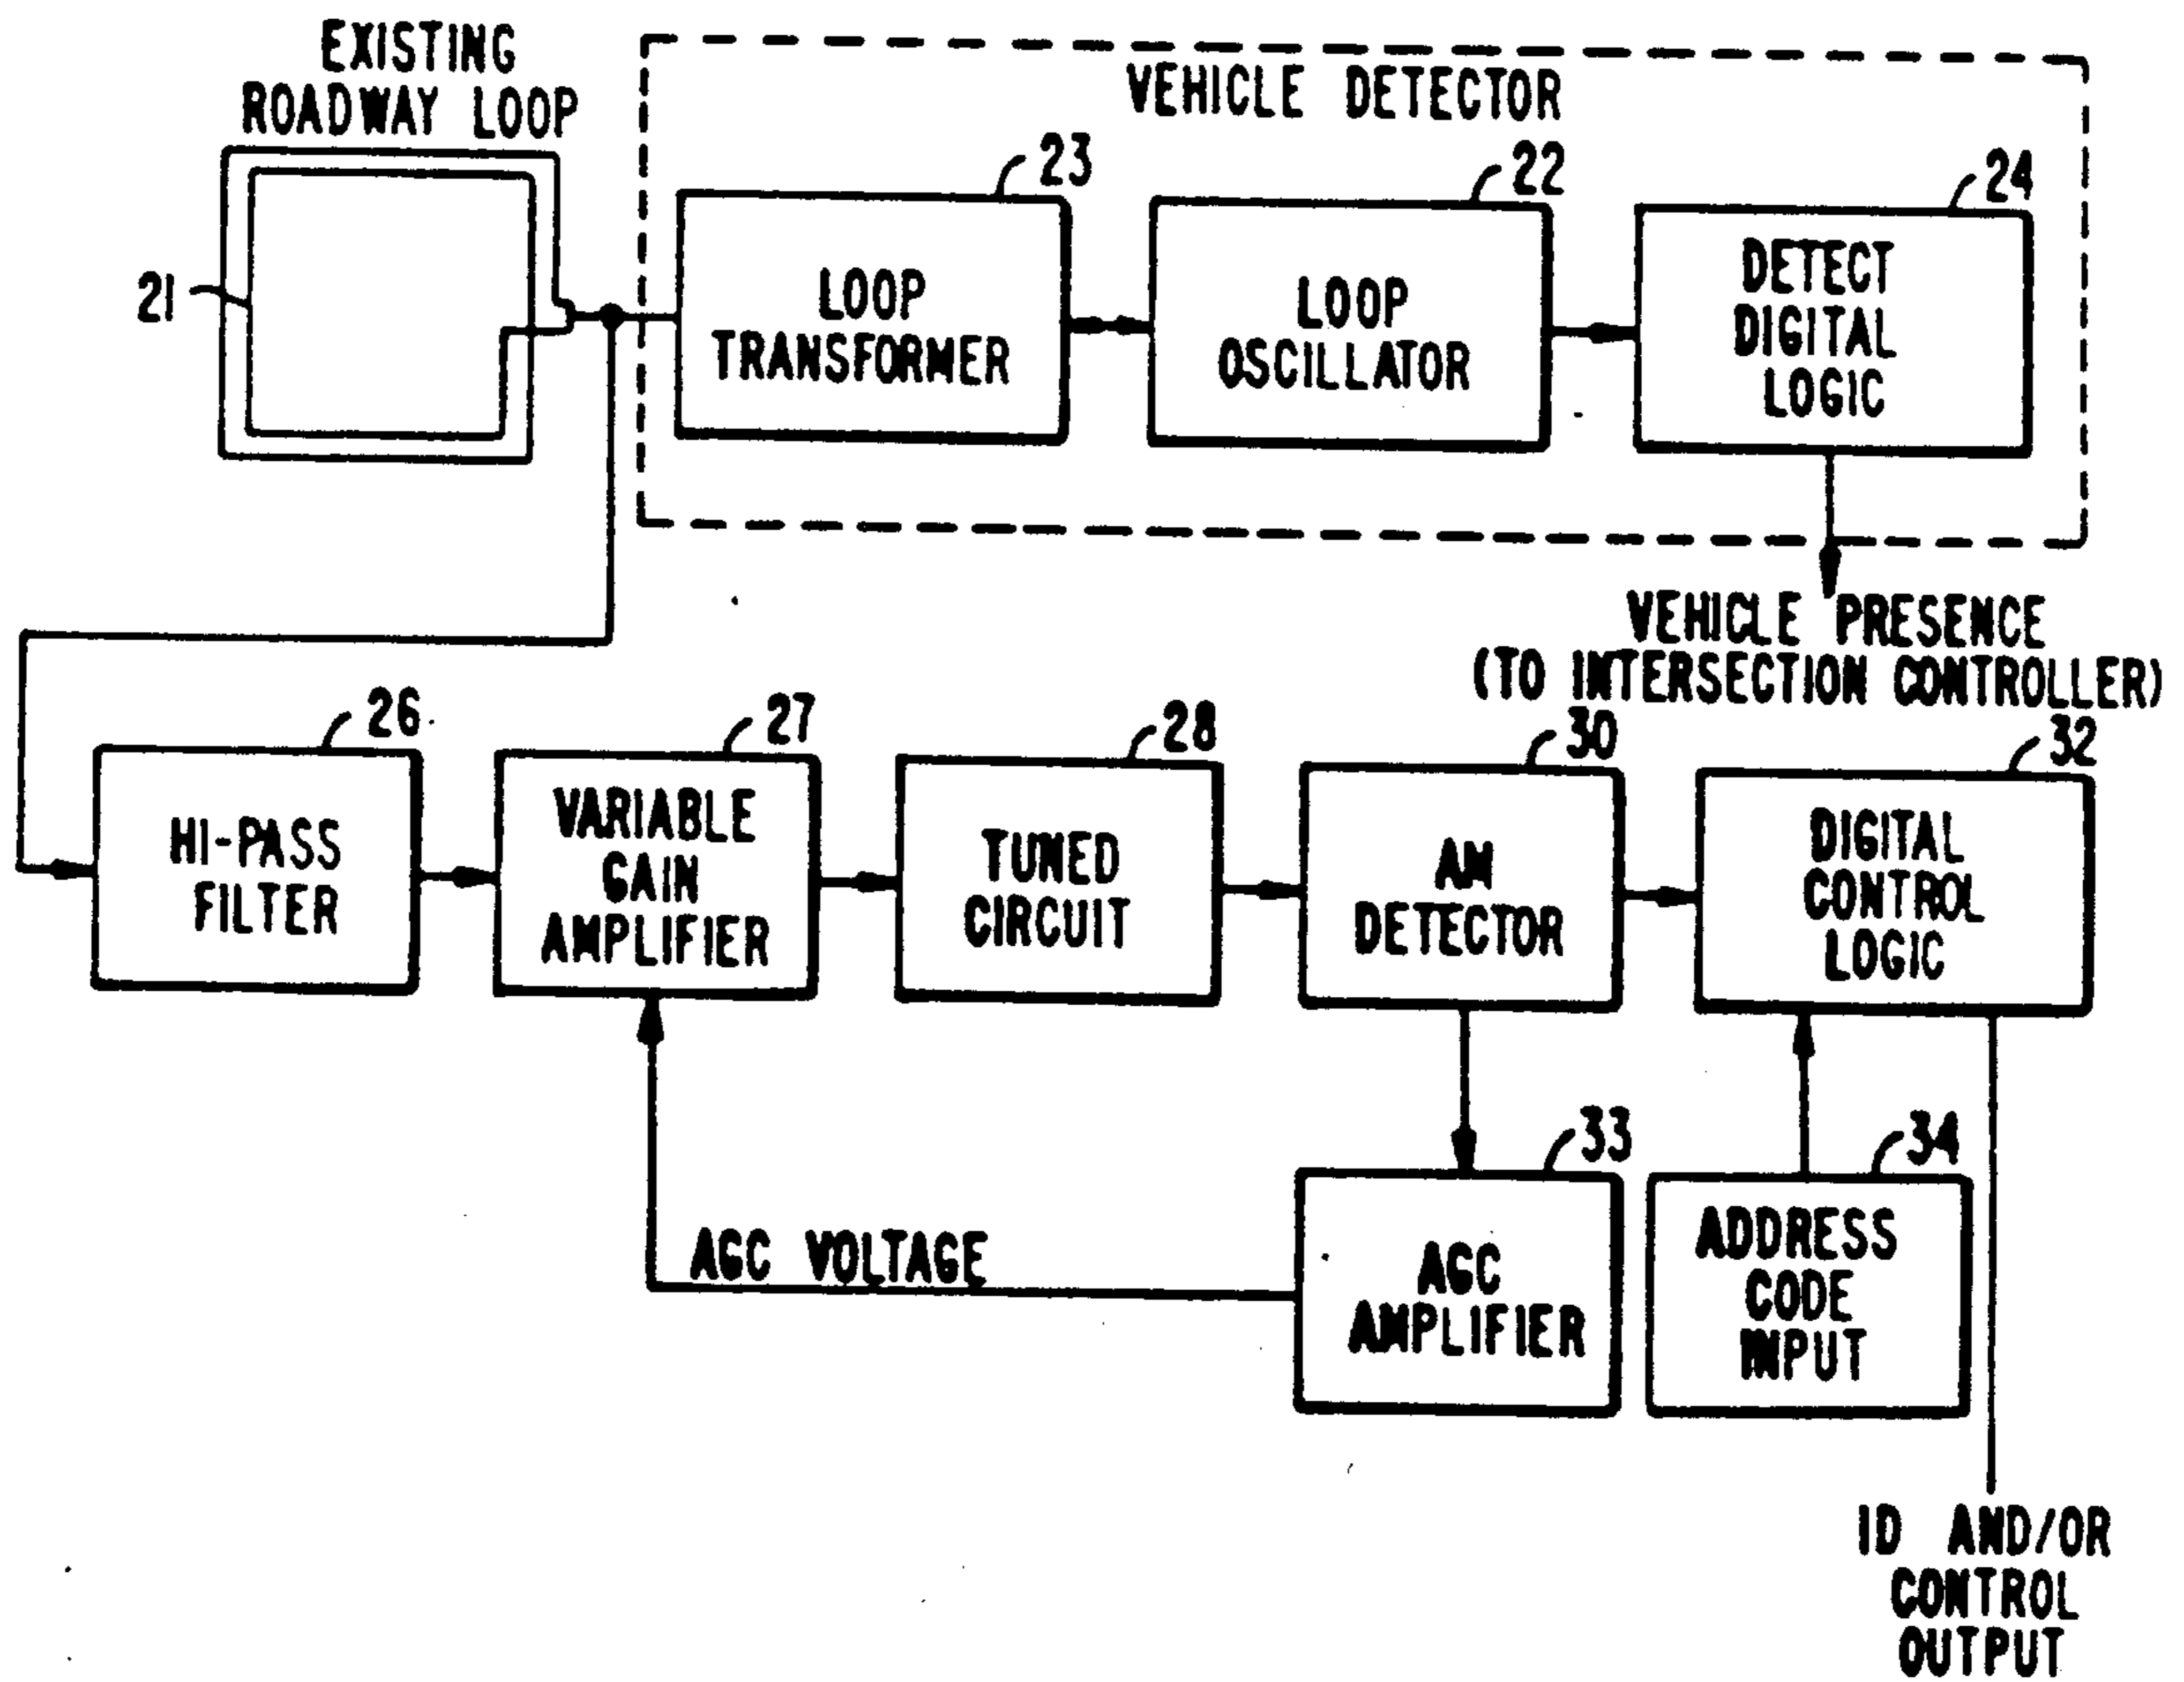 EXISTING
ROADWAY LOOP
VEHICLE DETECTOR
21
23
LOOP
TRANSFORMER
22
LOOP
OSCILLATOR
24
DETECT
DIGITAL
LOGIC
VEHICLE PRESENCE
(TO INTERSECTION CONTROLLER)
26
HI-PASS
FILTER
27
VARIABLE
GAIN
AMPLIFIER
28
TUNED
CIRCUIT
30
AM
DETECTOR
32
DIGITAL
CONTROL
LOGIC
AGC VOLTAGE
33
AGC
AMPLIFIER
34
ADDRESS
CODE
INPUT
ID AND/OR
CONTROL
OUTPUT